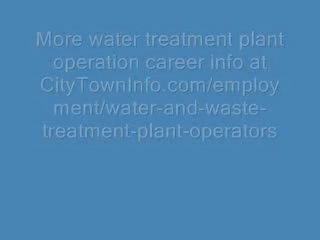 More water treatment plant
operation career info at
CityTownInfo.com/employ
ment/water-and-waste-
treatment-plant-operators